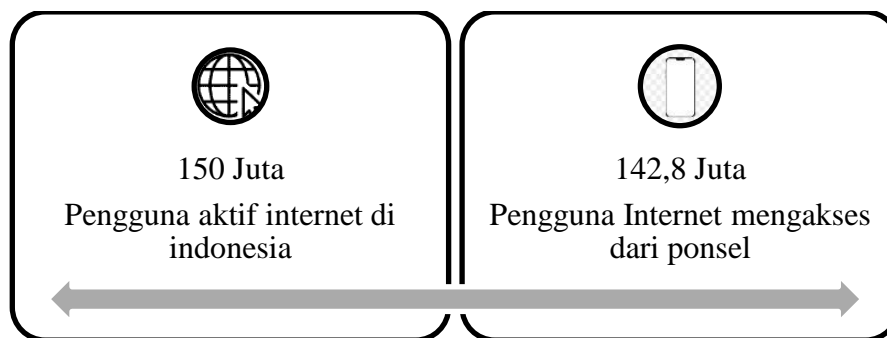 150 Juta
Pengguna aktif internet di
indonesia
142,8 Juta
Pengguna Internet mengakses
dari ponsel